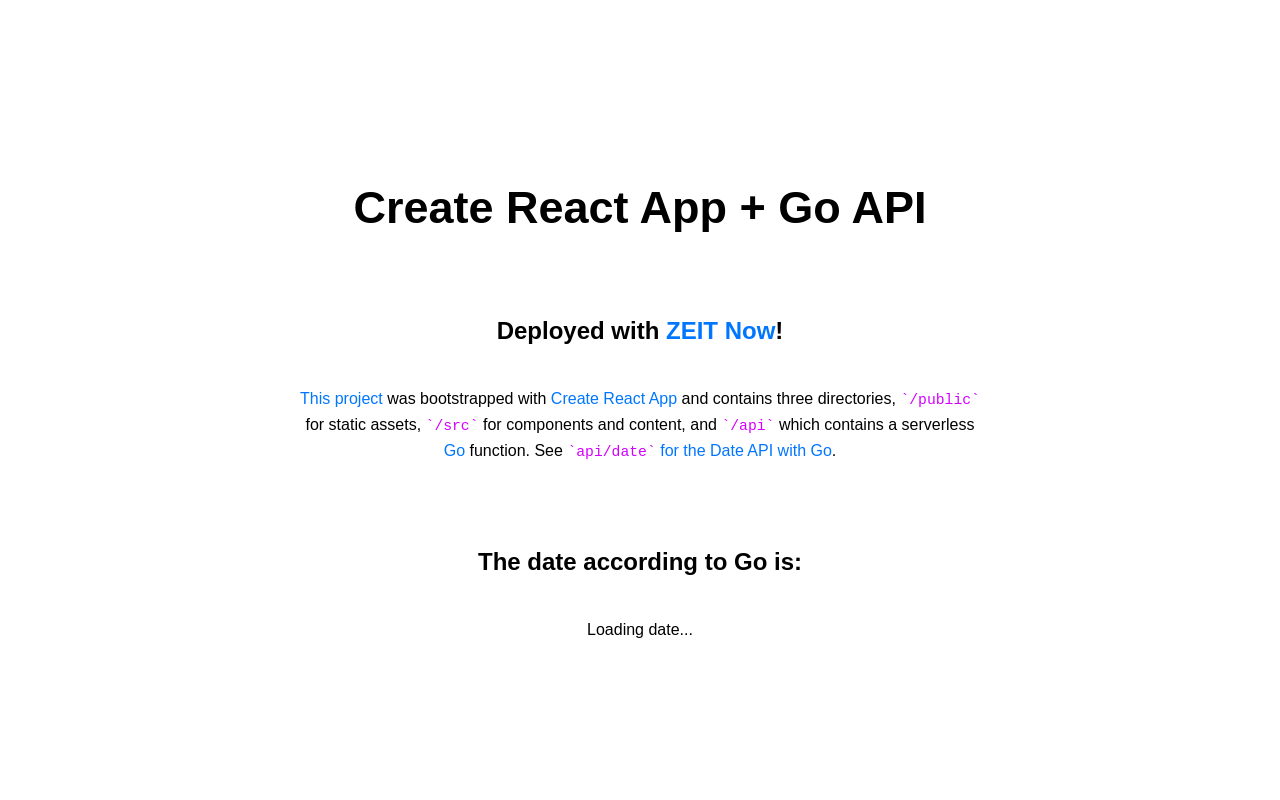 Create React App + Go API
Deployed with ZEIT Now!
This project was bootstrapped with Create React App and contains three directories, `/public`
for static assets, `/src` for components and content, and `/api` which contains a serverless
Go function. See `api/date` for the Date API with Go.
The date according to Go is:
Loading date...